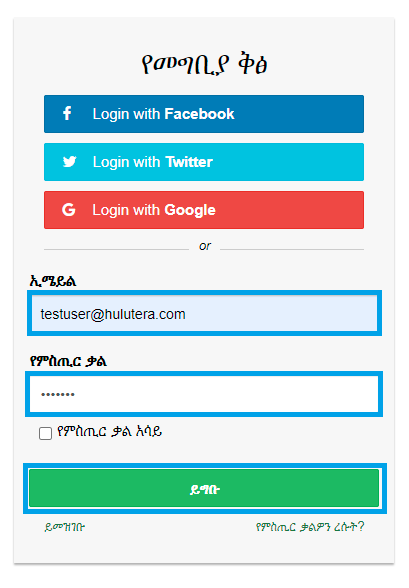 የመግቢያ ቅፅ
Login with Facebook
Login with Twitter
Login with Google
or
ኢሜይል
testuser@hulutera.com
የምስጢር ቃል
•••••••
የምስጢር ቃል አሳይ
ይግቡ
ይመዝገቡ የምስጢር ቃልዎን ረሱት?